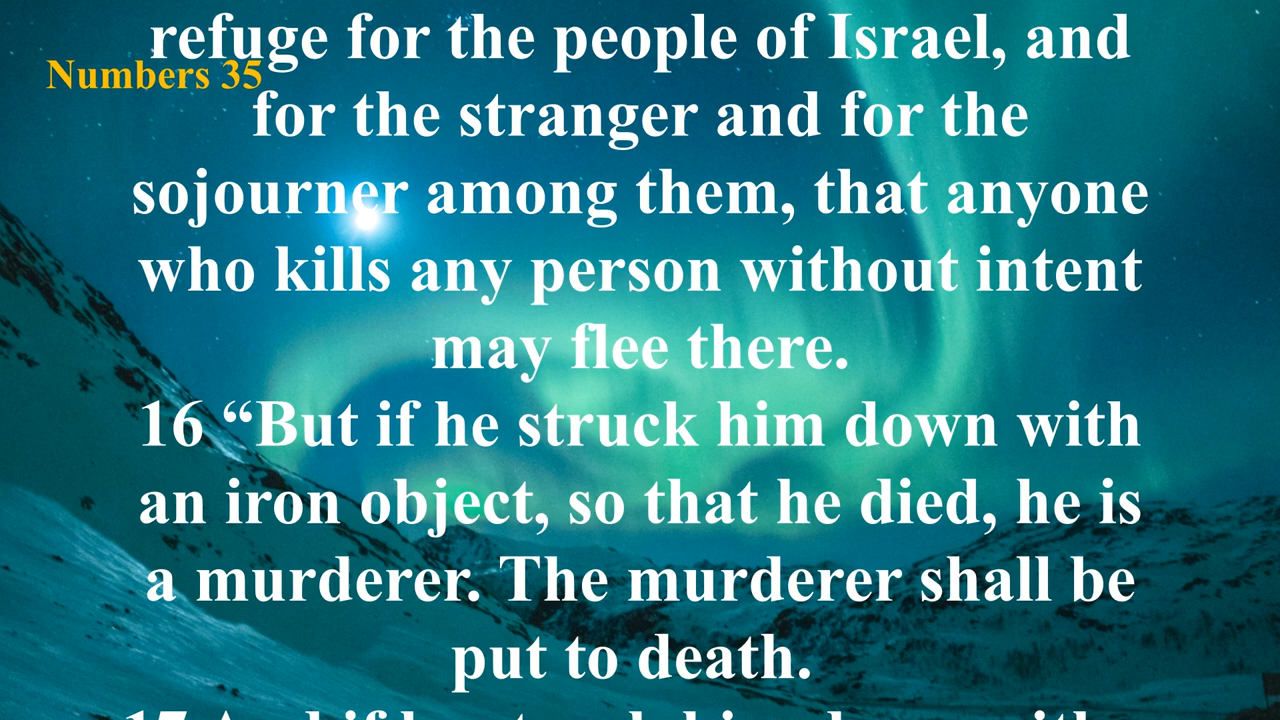 refuge for the people of Israel, and
Numbers 35
for the stranger and for the
sojourner among them, that anyone
who kills any person without intent
may flee there.
16 “But if he struck him down with
an iron object, so that he died, he is
a murderer. The murderer shall be
put to death.